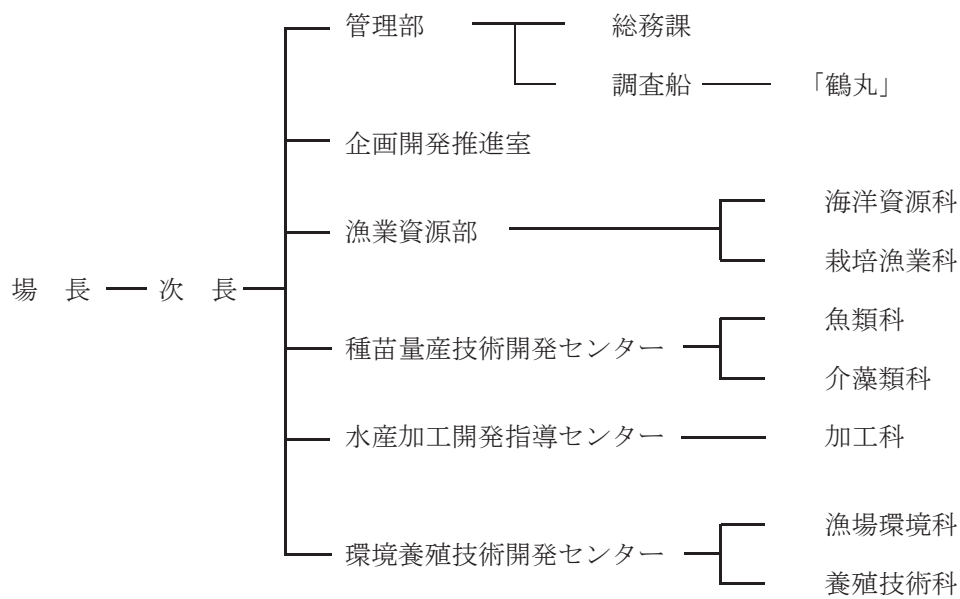 管理部 総務課
調査船 「鶴丸」
企画開発推進室
海洋資源科
漁業資源部
栽培漁業科
場 長 次 長
魚類科
種苗量産技術開発センター
介藻類科
水産加工開発指導センター 加工科
漁場環境科
環境養殖技術開発センター
養殖技術科